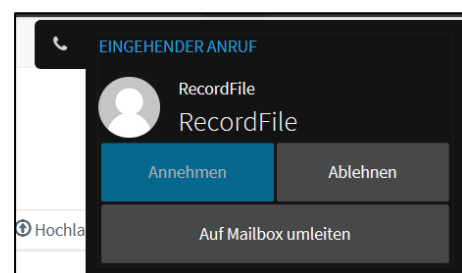 EINGEHENDER ANRUF
RecordFile
RecordFile
Annehmen
Ablehnen
Hochla
Auf Mailbox umleiten